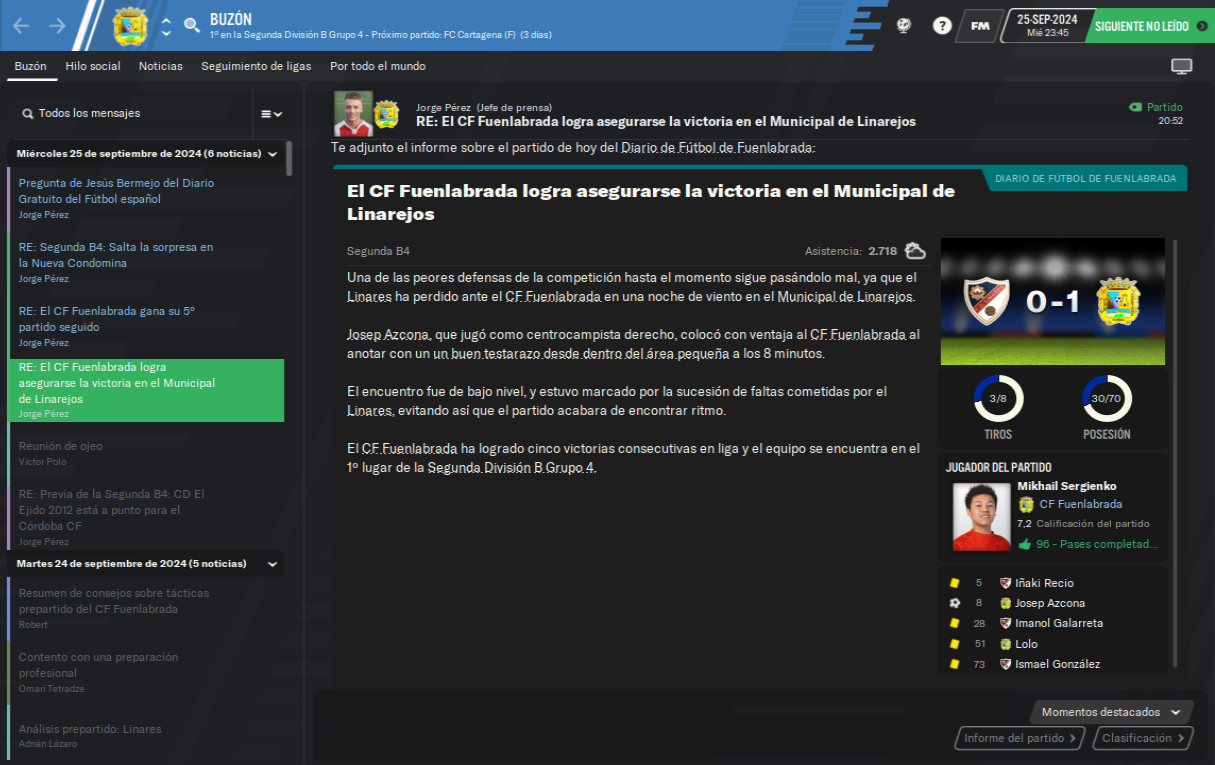 BUZÓN
1º en la Segunda División B Grupo 4 - Próximo partido: FC Cartagena (F) (3 días)
?
FM
25-SEP-2024
Mié 23:45
SIGUIENTE NO LEÍDO
Buzón
Hilo social
Noticias
Seguimiento de ligas
Por todo el mundo
Todos los mensajes
Miércoles 25 de septiembre de 2024 (6 noticias)
Pregunta de Jesús Bermejo del Diario
Gratuito del Fútbol español
Jorge Pérez
RE: Segunda B4: Salta la sorpresa en
la Nueva Condomina
Jorge Pérez
RE: El CF Fuenlabrada gana su 5º
partido seguido
Jorge Pérez
RE: El CF Fuenlabrada logra
asegurarse la victoria en el Municipal
de Linarejos
Jorge Pérez
Reunión de ojeo
Víctor Polo
RE: Previa de la Segunda B4: CD El
Ejido 2012 está a punto para el
Córdoba CF
Jorge Pérez
Martes 24 de septiembre de 2024 (5 noticias)
Resumen de consejos sobre tácticas
prepartido del CF Fuenlabrada
Robert
Contento con una preparación
profesional
Omari Tetradze
Análisis prepartido: Linares
Adrián Lázaro
Jorge Pérez (Jefe de prensa)
RE: El CF Fuenlabrada logra asegurarse la victoria en el Municipal de Linarejos
Partido
20:52
Te adjunto el informe sobre el partido de hoy del Diario de Fútbol de Fuenlabrada:
DIARIO DE FÚTBOL DE FUENLABRADA
El CF Fuenlabrada logra asegurarse la victoria en el Municipal de
Linarejos
Segunda B4
Asistencia: 2.718
Una de las peores defensas de la competición hasta el momento sigue pasándolo mal, ya que el
Linares ha perdido ante el CF Fuenlabrada en una noche de viento en el Municipal de Linarejos.
Josep Azcona, que jugó como centrocampista derecho, colocó con ventaja al CF Fuenlabrada al
anotar con un un buen testarazo desde dentro del área pequeña a los 8 minutos.
El encuentro fue de bajo nivel, y estuvo marcado por la sucesión de faltas cometidas por el
Linares, evitando así que el partido acabara de encontrar ritmo.
El CF Fuenlabrada ha logrado cinco victorias consecutivas en liga y el equipo se encuentra en el
1º lugar de la Segunda División B Grupo 4.
0-1
3/8
30/70
TIROS
POSESIÓN
JUGADOR DEL PARTIDO
Mikhail Sergienko
CF Fuenlabrada
7,2 Calificación del partido
96 - Pases completad...
5 Iñaki Recio
8 Josep Azcona
28 Imanol Galarreta
51 Lolo
73 Ismael González
Momentos destacados
Informe del partido
Clasificación